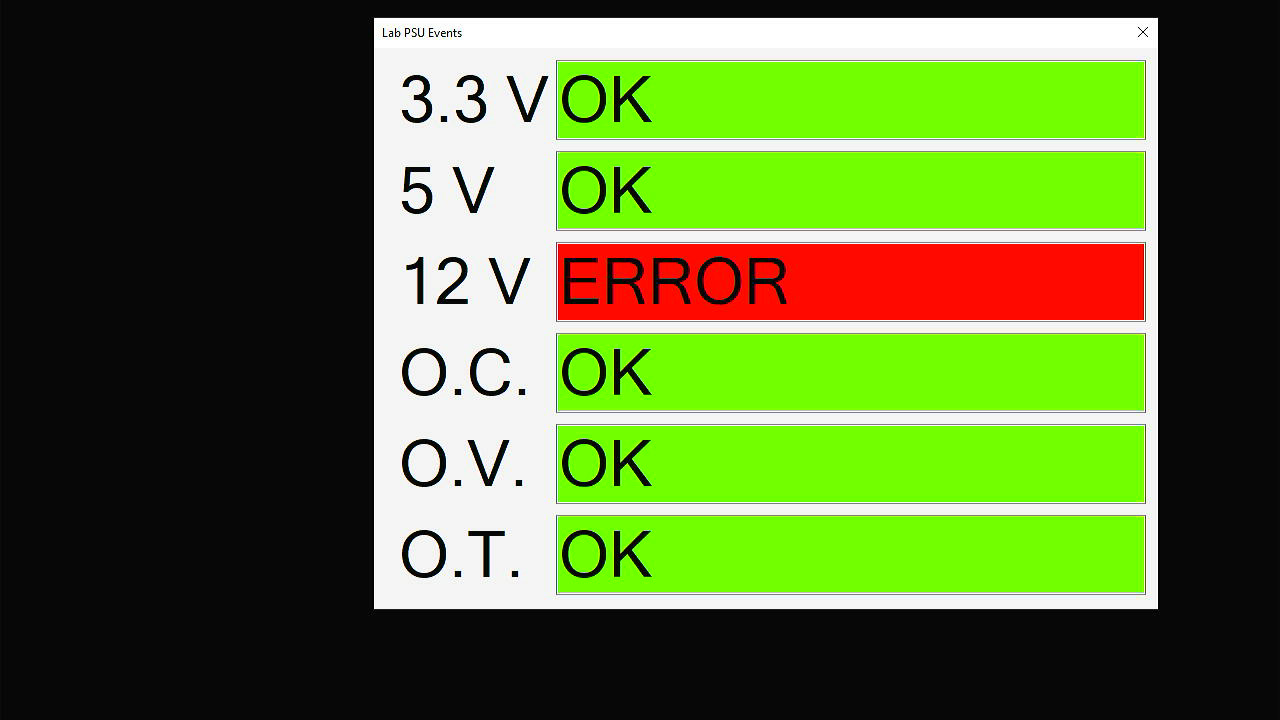 Lab PSU Events
3.3 V OK
5 V OK
12 V ERROR
O.C. OK
O.V. OK
O.T. OK